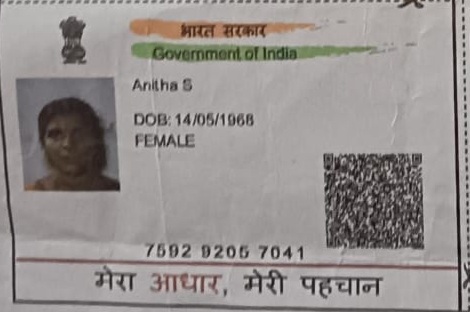 भारत सरकार
Government of India
Anitha S
DOB: 14/05/1968
FEMALE
7592 9205 7041
मेरा आधार, मेरी पहचान